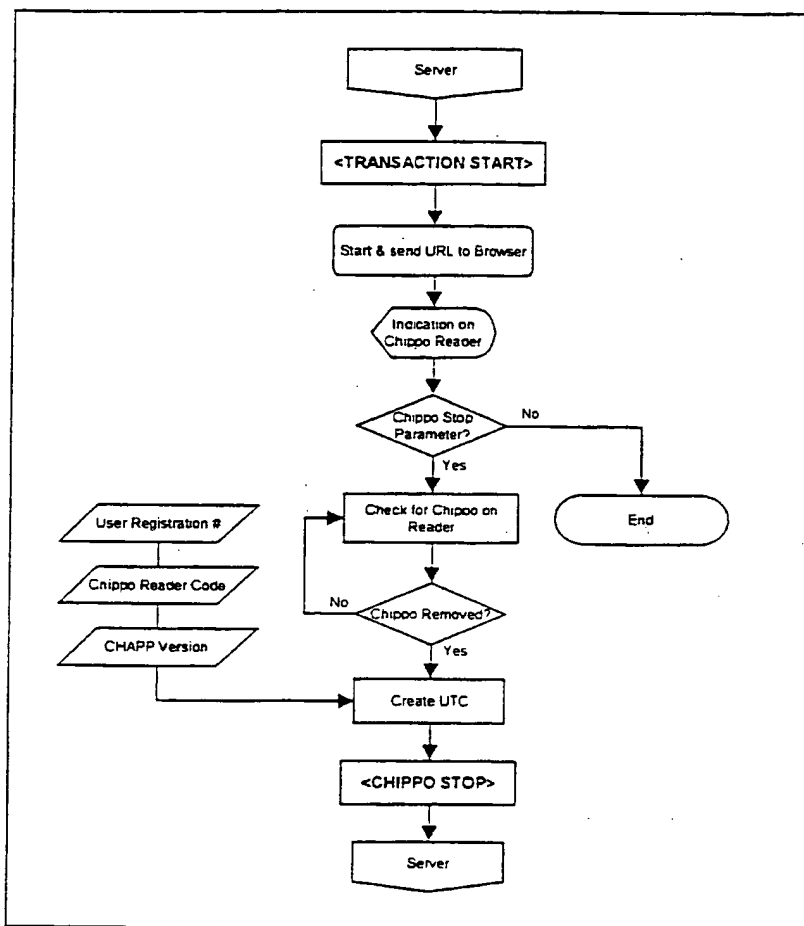 Server
<TRANSACTION START>
Start & send URL to Browser
Indication on
Chippo Reader
Chippo Stop
Parameter?
No
Yes
Check for Chippo on
Reader
End
User Registration #
Chippo Reader Code
CHAPP Version
No
Chippo Removed?
Yes
Create UTC
<CHIPPO STOP>
Server